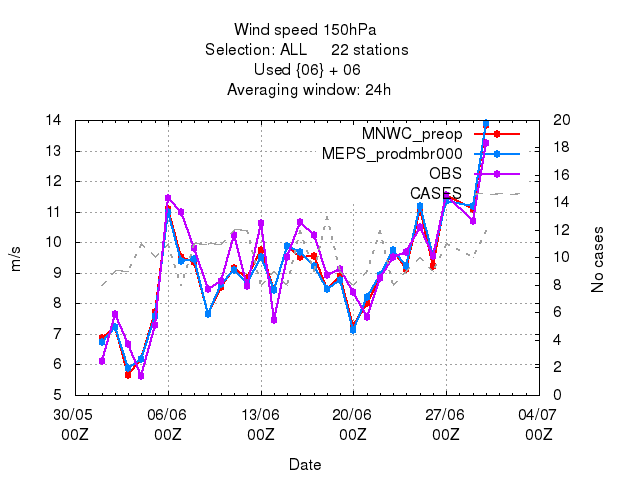 Wind speed 150hPa
Selection: ALL 22 stations
Used {06} + 06
Averaging window: 24h
14 20
MNWC_preop
13 18
MEPS_prodmbr000
12 16
OBS
CASES
11 14
10 12
9 10
8 8
7 6
6 4
2
5 0
m/s
No cases
30/05 06/06 13/06 20/06 27/06 04/07
00Z 00Z 00Z 00Z 00Z 00Z
Date